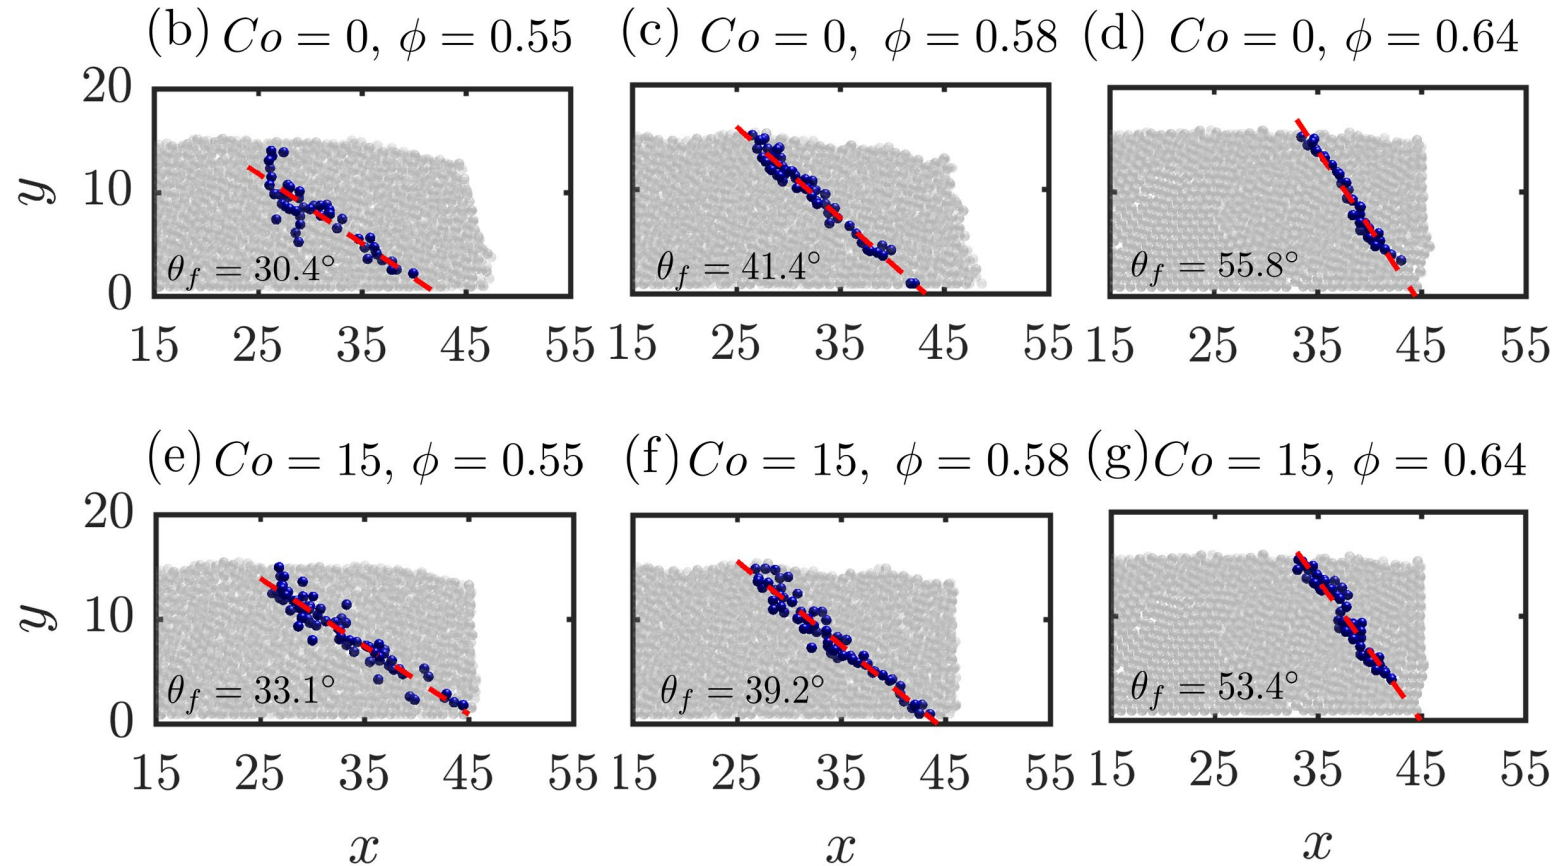 (b) Co = 0, ϕ = 0.55
(c) Co = 0, ϕ = 0.58
(d) Co = 0, ϕ = 0.64
20
10
0
y
θf = 30.4°
θf = 41.4°
θf = 55.8°
15 25 35 45 55
15 25 35 45 55
15 25 35 45 55
(e) Co = 15, ϕ = 0.55
(f) Co = 15, ϕ = 0.58
(g) Co = 15, ϕ = 0.64
20
10
0
y
θf = 33.1°
θf = 39.2°
θf = 53.4°
15 25 35 45 55
15 25 35 45 55
15 25 35 45 55
x
x
x